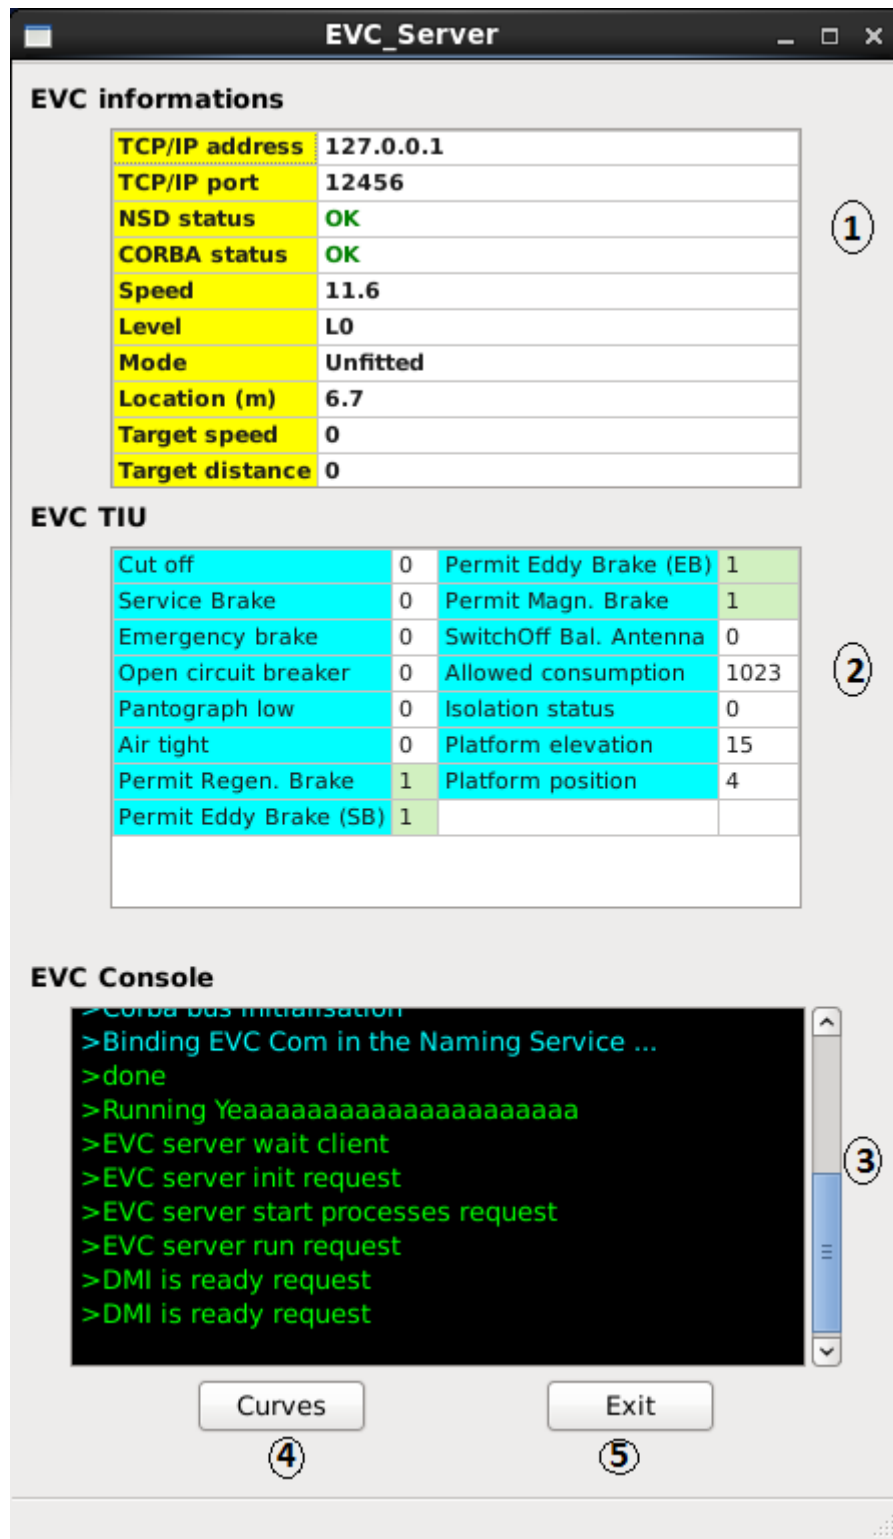 EVC_Server
EVC informations
TCP/IP address 127.0.0.1
TCP/IP port 12456
NSD status OK
CORBA status OK
1
Speed 11.6
Level L0
Mode Unfitted
Location (m) 6.7
Target speed 0
Target distance 0
EVC TIU
Cut off 0 Permit Eddy Brake (EB) 1
Service Brake 0 Permit Magn. Brake 1
Emergency brake 0 SwitchOff Bal. Antenna 0
Open circuit breaker 0 Allowed consumption 1023
2
Pantograph low 0 Isolation status 0
Air tight 0 Platform elevation 15
Permit Regen. Brake 1 Platform position 4
Permit Eddy Brake (SB) 1
EVC Console
>Corba bus initialisation
>Binding EVC Com in the Naming Service ...
>done
>Running Yeaaaaaaaaaaaaaaaaaaaaa
>EVC server wait client
>EVC server init request
3
>EVC server start processes request
>EVC server run request
>DMI is ready request
>DMI is ready request
Curves Exit
4 5